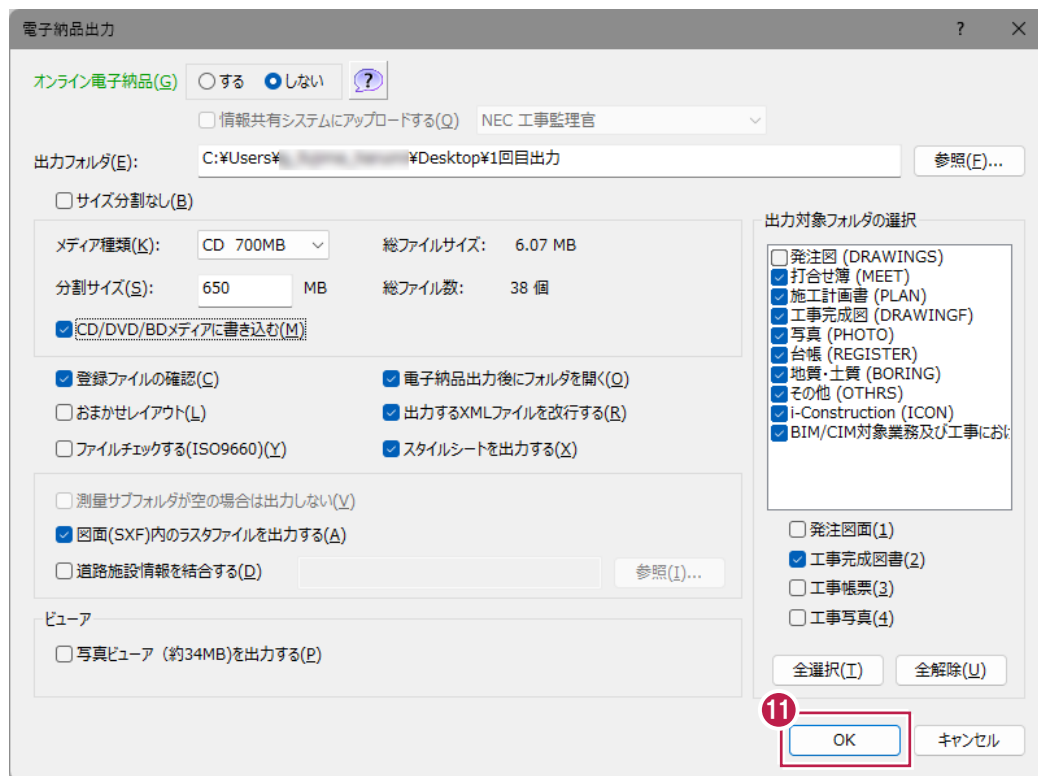 電子納品出力
オンライン電子納品(G) する しない
情報共有システムにアップロードする(Q) NEC 工事監理官
出力フォルダ(E): C:¥Users¥ ¥Desktop¥1回目出力 参照(F)...
サイズ分割なし(B)
メディア種類(K): CD 700MB 総ファイルサイズ: 6.07 MB
分割サイズ(S): 650 MB 総ファイル数: 38 個
CD/DVD/BDメディアに書き込む(M)
登録ファイルの確認(C) 電子納品出力後にフォルダを開く(O)
おまかせレイアウト(L) 出力するXMLファイルを改行する(R)
ファイルチェックする(ISO9660)(Y) スタイルシートを出力する(X)
測量サブフォルダが空の場合は出力しない(V)
図面(SXF)内のラスタファイルを出力する(A)
道路施設情報を結合する(D) 参照(I)...
ビューア
写真ビューア（約34MB)を出力する(P)
出力対象フォルダの選択
発注図 (DRAWINGS)
打合せ簿 (MEET)
施工計画書 (PLAN)
工事完成図 (DRAWINGF)
写真 (PHOTO)
台帳 (REGISTER)
地質・土質 (BORING)
その他 (OTHRS)
i-Construction (ICON)
BIM/CIM対象業務及び工事にお
発注図面(1)
工事完成図書(2)
工事帳票(3)
工事写真(4)
全選択(T) 全解除(U)
11
OK キャンセル